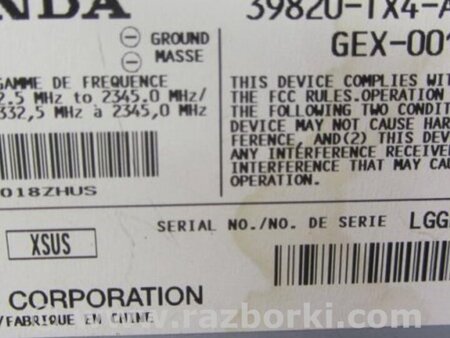 NDA
39820-TX4-A
GROUND
MASSE
GEX-001
GAMME DE FREQUENCE
2.5 MHz to 2345.0 MHz/
332,5 MHz à 2345,0 MHz
THIS DEVICE COMPLIES WIT
THE FCC RULES.OPERATION
THE FOLLOWING TWO CONDIT
DEVICE MAY NOT CAUSE HAR
FERENCE, AND(2) THIS DEV
ANY INTERFERENCE RECEIVE
INTERFERENCE THAT MAY CA
018ZHUS
SERIAL NO./NO. DE SERIE LGG
XSUS
CORPORATION
/FABRIQUE EN CHINE
www.razborki.com